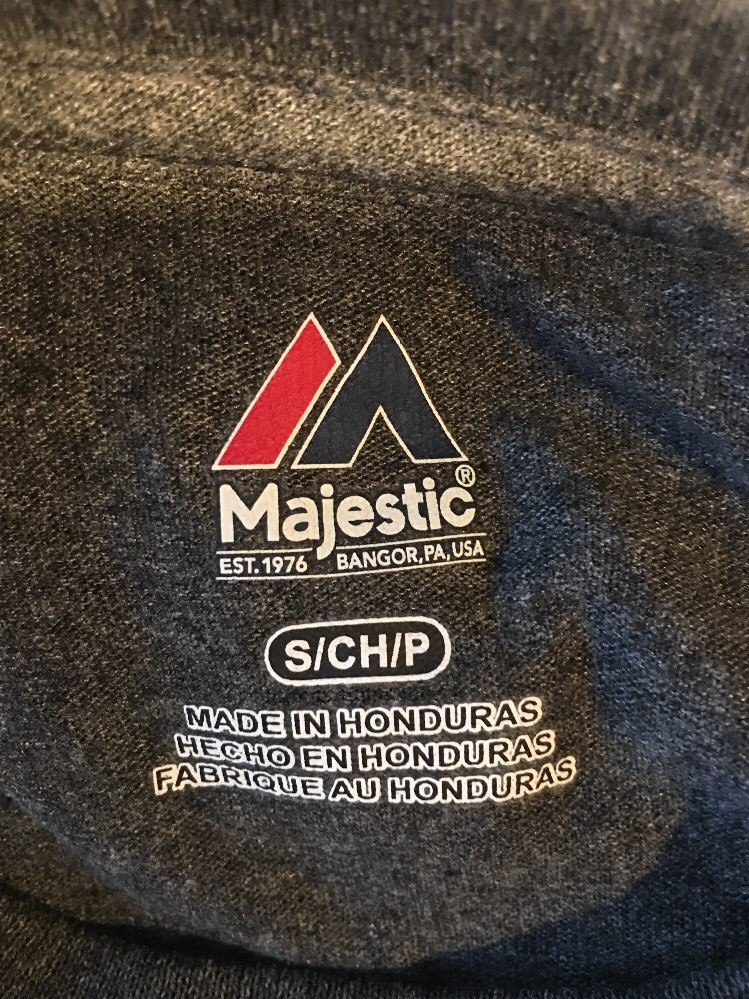 Majestic®
EST. 1976 BANGOR, PA, USA
S/CH/P
MADE IN HONDURAS
HECHO EN HONDURAS
FABRIQUE AU HONDURAS